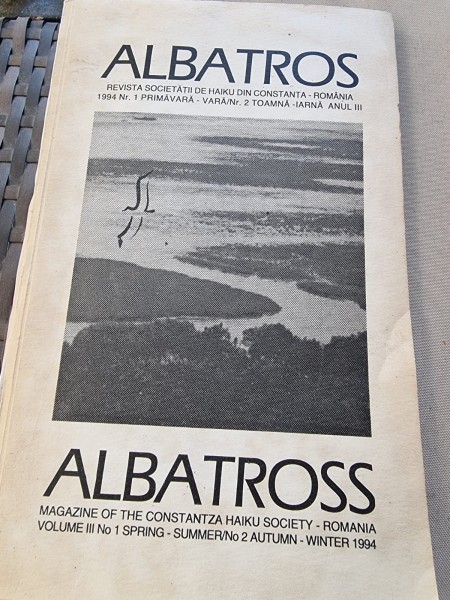 ALBATROS
REVISTA SOCIETĂȚII DE HAIKU DIN CONSTANȚA - ROMÂNIA
1994 Nr. 1 PRIMĂVARĂ - VARĂ/Nr. 2 TOAMNĂ -IARNĂ ANUL III
ALBATROSS
MAGAZINE OF THE CONSTANTZA HAIKU SOCIETY - ROMANIA
VOLUME III No 1 SPRING - SUMMER/No 2 AUTUMN - WINTER 1994